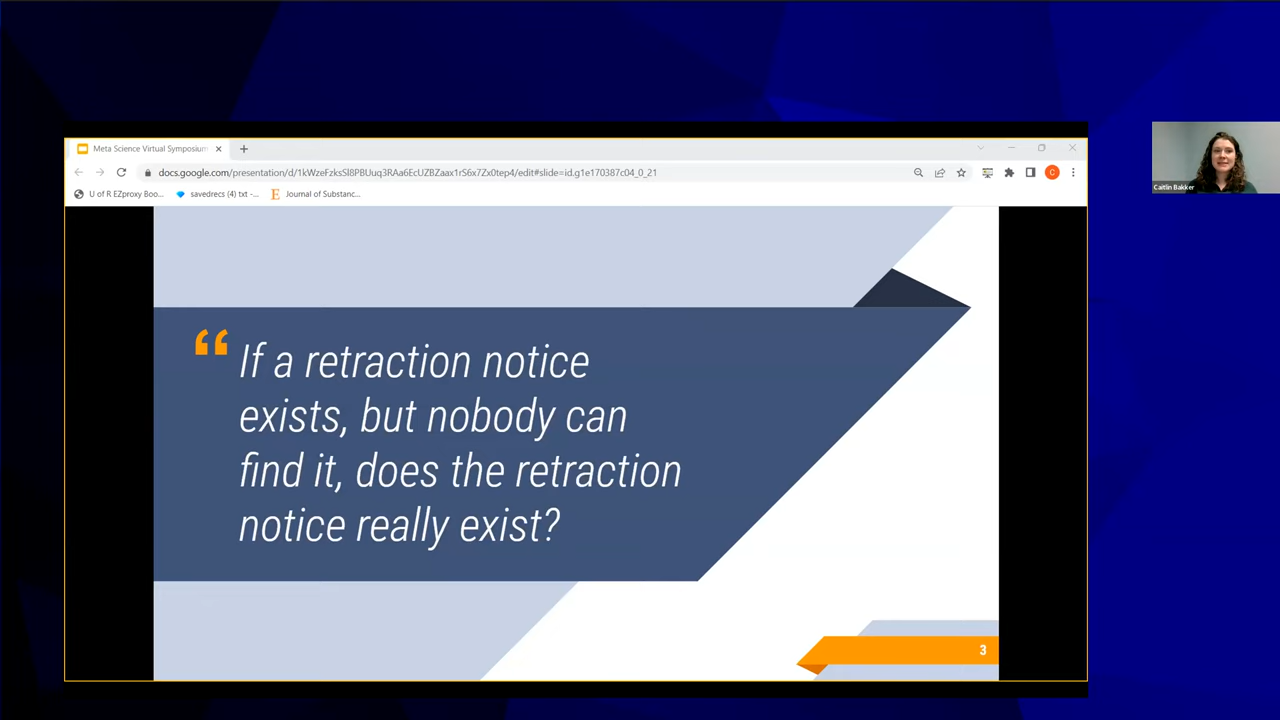 Meta Science Virtual Symposium
docs.google.com/presentation/d/1kWzeFzksSl8PBUuq3RAa6EcUZBZaax1rS6x7Zx0tep4/edit#slide=id.g1e170387c04_0_21
C
U of R EZproxy Boo...
savedrecs (4) txt -...
E
Journal of Substanc...
Caitlin Bakker
“ If a retraction notice
exists, but nobody can
find it, does the retraction
notice really exist?
3